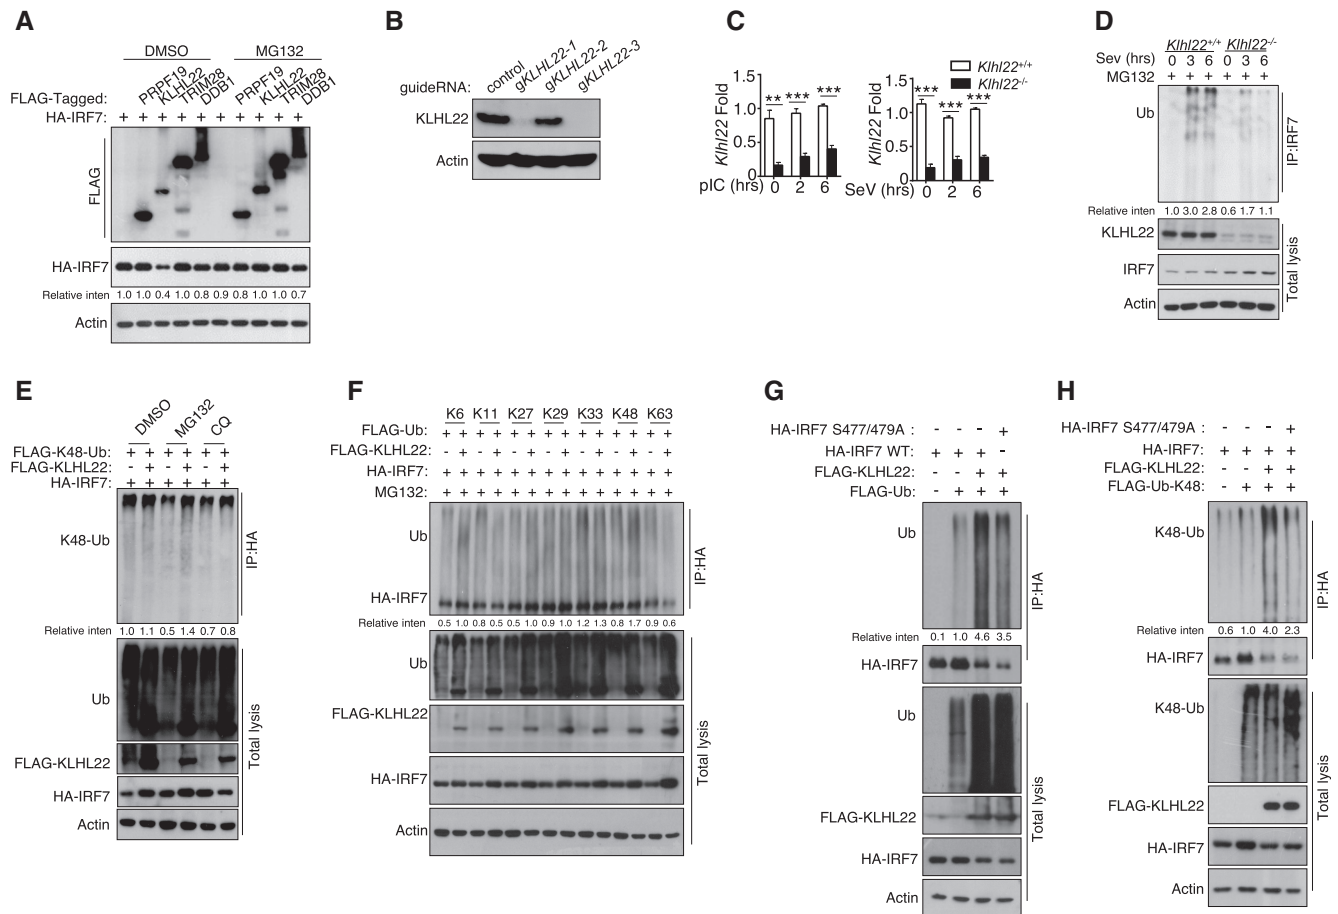 A
DMSO MG132
PRPF19 KLHL22 TRIM28 DDB1 PRPF19 KLHL22 TRIM28 DDB1
FLAG-Tagged:
HA-IRF7: + + + + + + + + + +
FLAG
HA-IRF7
Relative inten 1.0 1.0 0.4 1.0 0.8 0.9 0.8 1.0 1.0 0.7
Actin
B
guideRNA: control gKLHL22-1 gKLHL22-2 gKLHL22-3
KLHL22
Actin
C
Klhl22+/+
Klhl22-/-
Klhl22 Fold
1.5
1.0
0.5
0.0
** *** ***
pIC (hrs) 0 2 6
Klhl22 Fold
1.5
1.0
0.5
0.0
*** *** ***
SeV (hrs) 0 2 6
D
Klhl22+/+ Klhl22-/-
Sev (hrs) 0 3 6 0 3 6
MG132 + + + + + +
Ub
IP:IRF7
Relative inten 1.0 3.0 2.8 0.6 1.7 1.1
KLHL22
IRF7
Actin
Total lysis
E
DMSO MG132 CQ
FLAG-K48-Ub: + + + + + +
FLAG-KLHL22: - + - + - +
HA-IRF7: + + + + + +
K48-Ub
IP:HA
Relative inten 1.0 1.1 0.5 1.4 0.7 0.8
Ub
FLAG-KLHL22
HA-IRF7
Actin
Total lysis
F
K6 K11 K27 K29 K33 K48 K63
FLAG-Ub: + + + + + + + + + + + + + +
FLAG-KLHL22: - + - + - + - + - + - + - +
HA-IRF7: + + + + + + + + + + + + + +
MG132: + + + + + + + + + + + + + +
Ub
HA-IRF7
IP:HA
Relative inten 0.5 1.0 0.8 0.5 0.5 1.0 0.9 1.0 1.2 1.3 0.8 1.7 0.9 0.6
Ub
FLAG-KLHL22
HA-IRF7
Actin
Total lysis
G
HA-IRF7 S477/479A : - - - +
HA-IRF7 WT: + + + -
FLAG-KLHL22: - - + +
FLAG-Ub: - + + +
Ub
IP:HA
Relative inten 0.1 1.0 4.6 3.5
HA-IRF7
Ub
FLAG-KLHL22
HA-IRF7
Actin
Total lysis
H
HA-IRF7 S477/479A : - - - +
HA-IRF7: + + + +
FLAG-KLHL22: - - + +
FLAG-Ub-K48: - + + +
K48-Ub
IP:HA
Relative inten 0.6 1.0 4.0 2.3
HA-IRF7
K48-Ub
FLAG-KLHL22
HA-IRF7
Actin
Total lysis